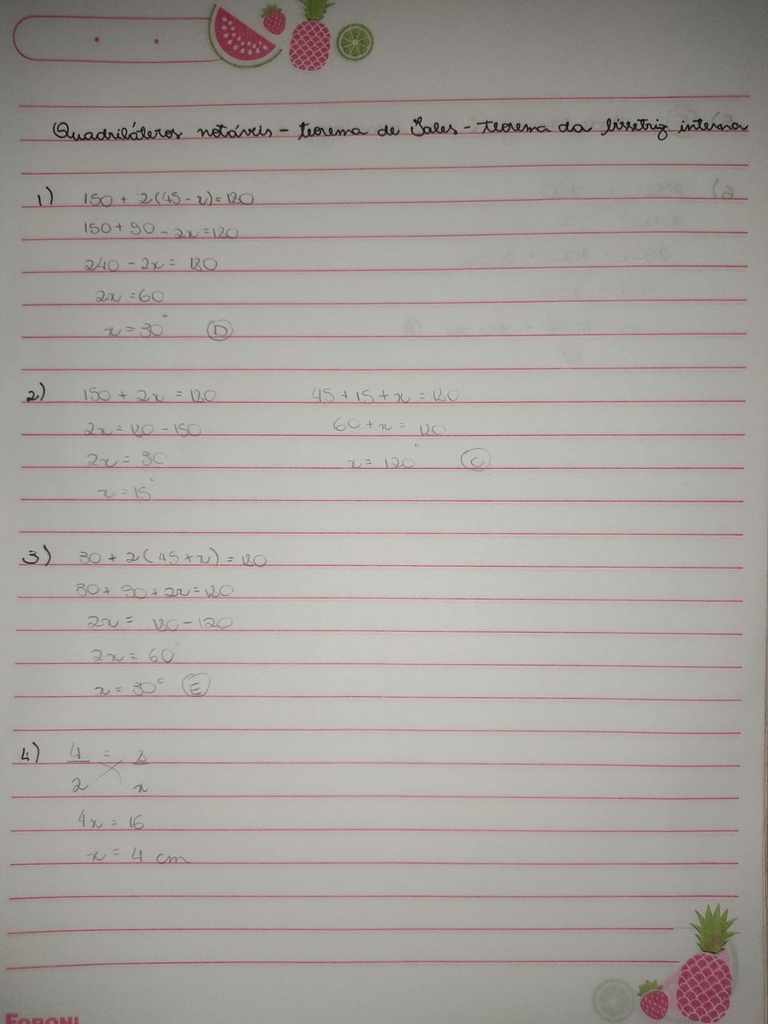 Quadriláteros notáveis - teorema de Tales - teorema da bissetriz interna
1) 150 + 2(45 - x) = 180
150 + 90 - 2x = 180
240 - 2x = 180
2x = 60
x = 30° D
2) 150 + 2x = 180
2x = 180 - 150
2x = 30
x = 15°
45 + 15 + x = 180
60 + x = 180
x = 120° C
3) 30 + 2(45 + x) = 180
30 + 90 + 2x = 180
2x = 180 - 120
2x = 60°
x = 30° E
4) 4 = 8
2 x
4x = 16
x = 4 cm
FORONI